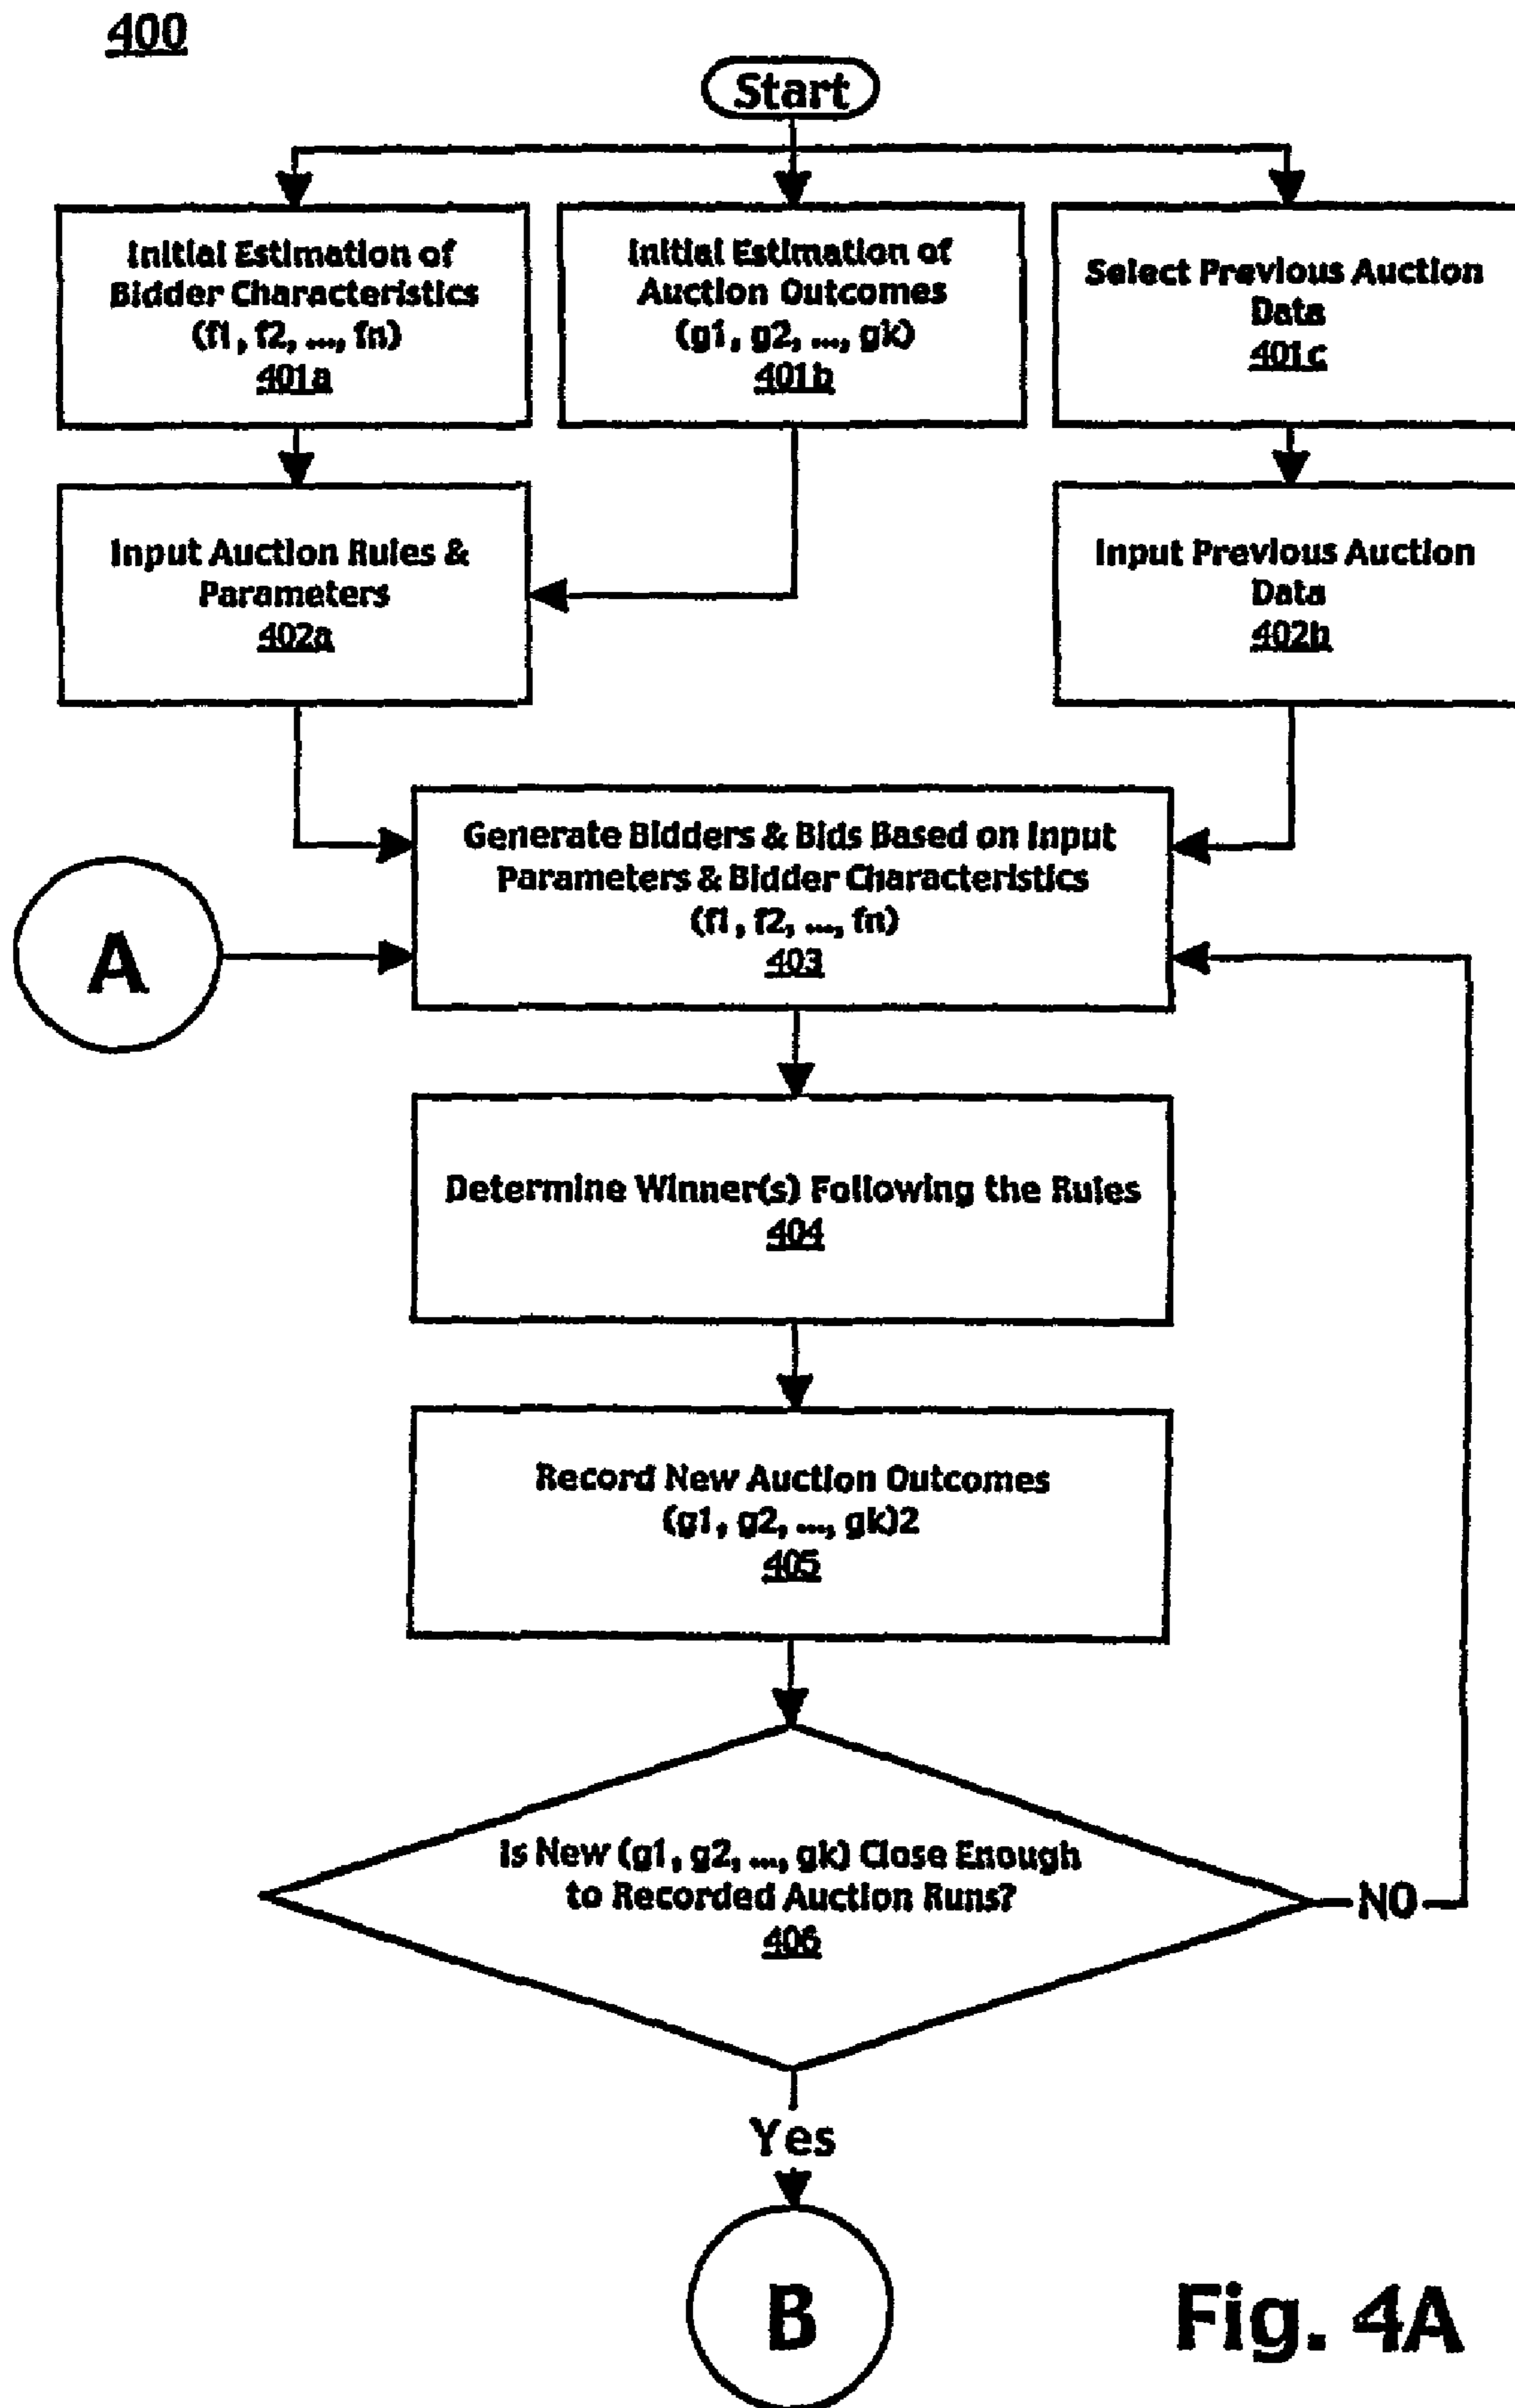 400
Start
Initial Estimation of
Bidder Characteristics
(f1, f2, ..., fn)
401a
Initial Estimation of
Auction Outcomes
(g1, g2, ..., gk)
401b
Select Previous Auction
Data
401c
Input Auction Rules &
Parameters
402a
Input Previous Auction
Data
402b
Generate Bidders & Bids Based on Input
Parameters & Bidder Characteristics
(f1, f2, ..., fn)
403
A
Determine Winner(s) Following the Rules
404
Record New Auction Outcomes
(g1, g2, ..., gk)2
405
Is New (g1, g2, ..., gk) Close Enough
to Recorded Auction Runs?
406
NO
Yes
B
Fig. 4A